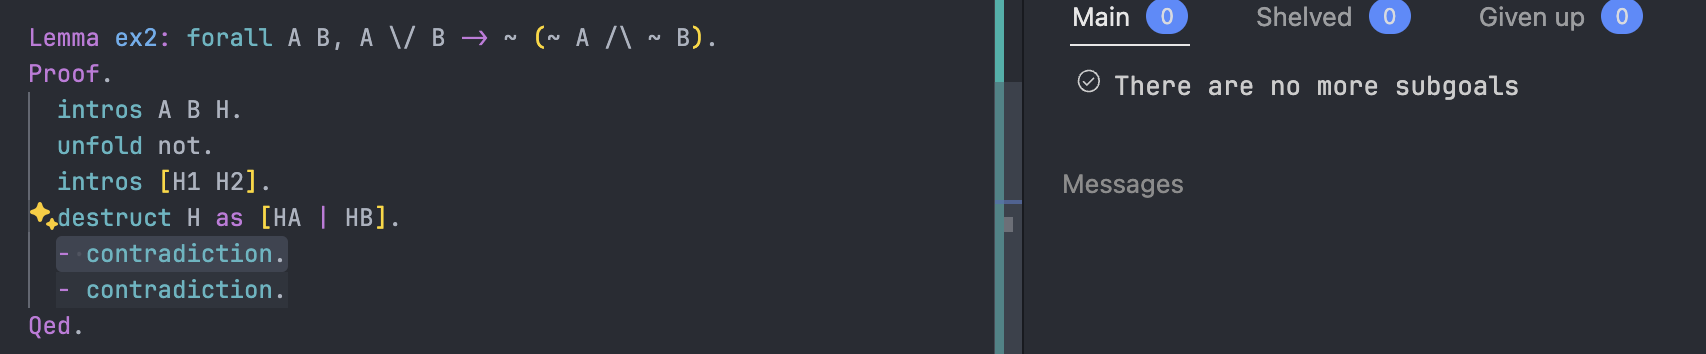 Lemma ex2: forall A B, A \/ B -> ~ (~ A /\ ~ B).
Proof.
intros A B H.
unfold not.
intros [H1 H2].
destruct H as [HA | HB].
- contradiction.
- contradiction.
Qed.
Main 0 Shelved 0 Given up 0
There are no more subgoals
Messages